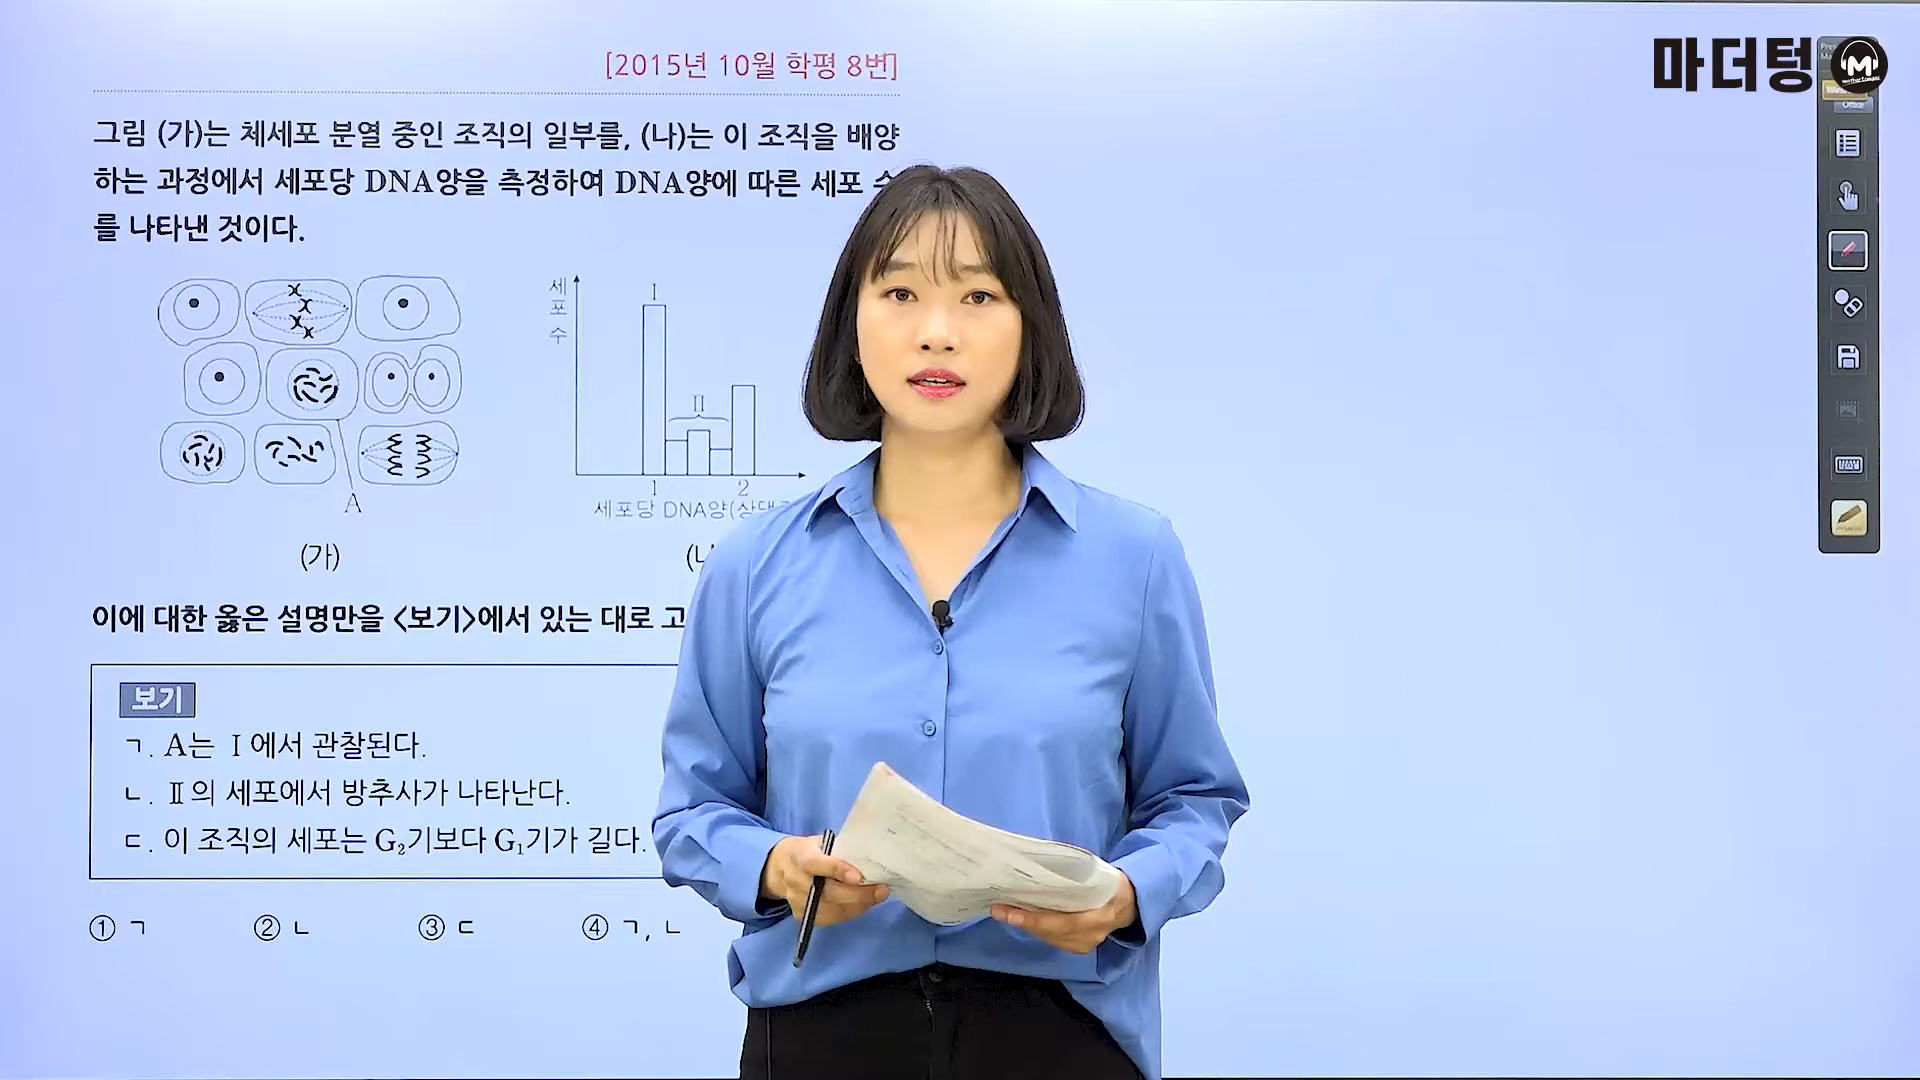 마더텅
[2015년 10월 학평 8번]
그림 (가)는 체세포 분열 중인 조직의 일부를, (나)는 이 조직을 배양
하는 과정에서 세포당 DNA양을 측정하여 DNA양에 따른 세포
를 나타낸 것이다.
세포수
Ⅰ
Ⅱ
1 2
세포당 DNA양(상대
A
(가)
이에 대한 옳은 설명만을 <보기>에서 있는 대로 고
보기
ㄱ. A는 Ⅰ에서 관찰된다.
ㄴ. Ⅱ의 세포에서 방추사가 나타난다.
ㄷ. 이 조직의 세포는 G₂기보다 G₁기가 길다.
① ㄱ ② ㄴ ③ ㄷ ④ ㄱ, ㄴ